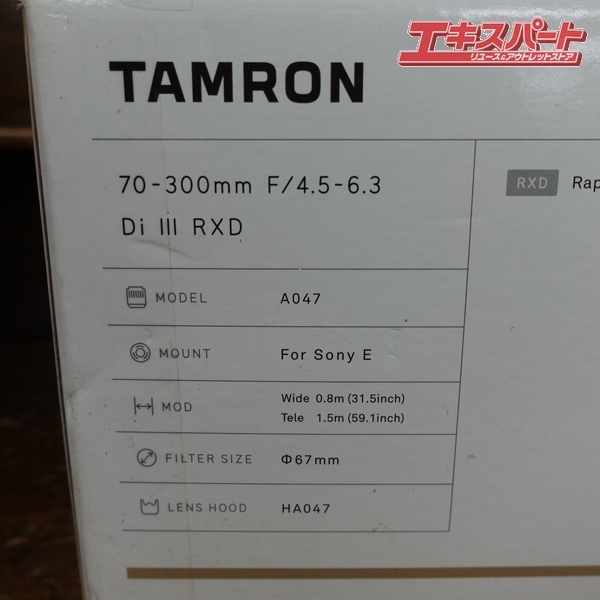 エキスパート
リユース&アウトレットストア
TAMRON
70-300mm F/4.5-6.3
Di III RXD
RXD Rap
MODEL A047
MOUNT For Sony E
MOD Wide 0.8m (31.5inch)
Tele 1.5m (59.1inch)
FILTER SIZE Φ67mm
LENS HOOD HA047